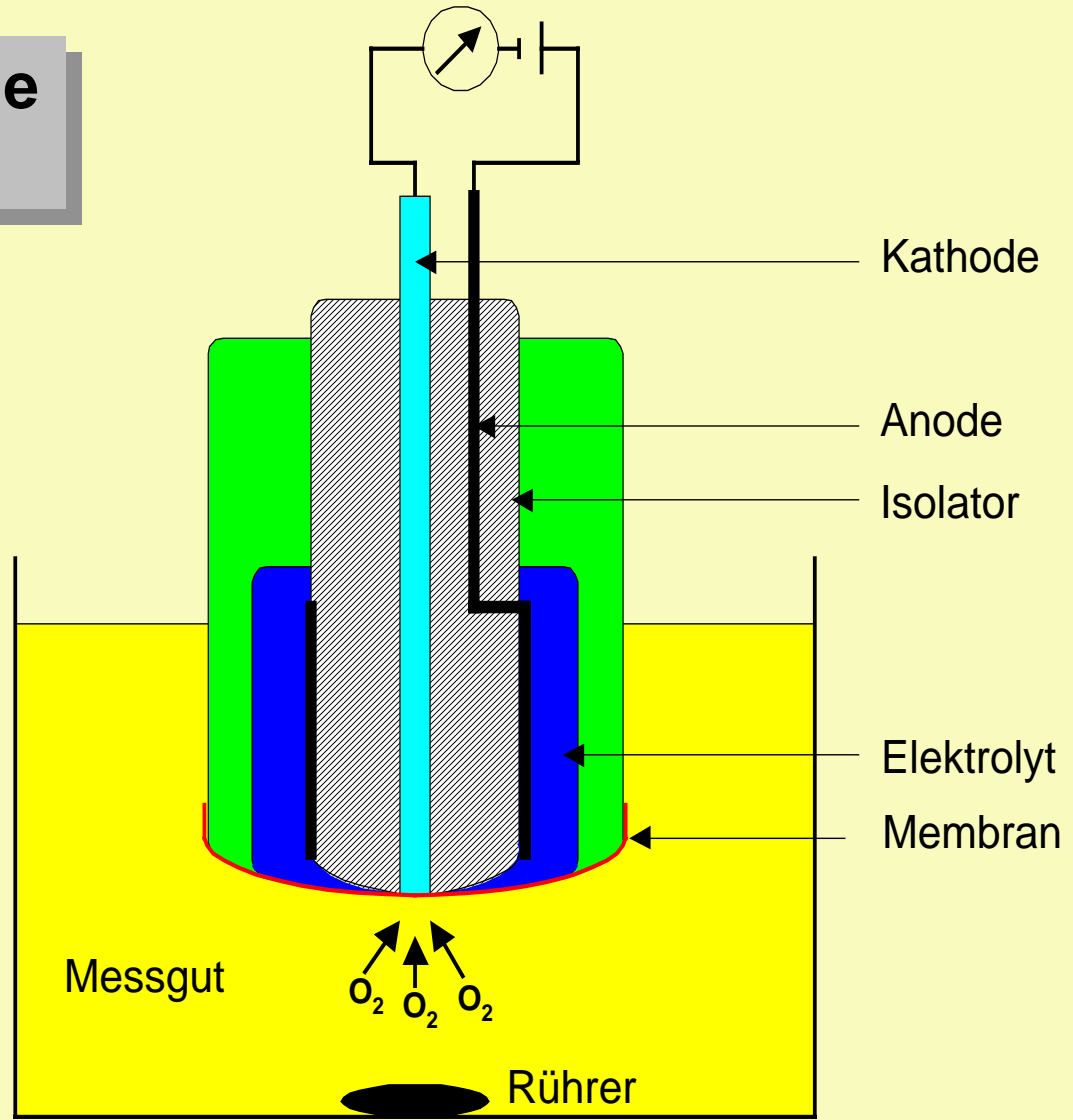 e
Kathode
Anode
Isolator
Elektrolyt
Membran
Messgut
O₂ O₂ O₂
Rührer